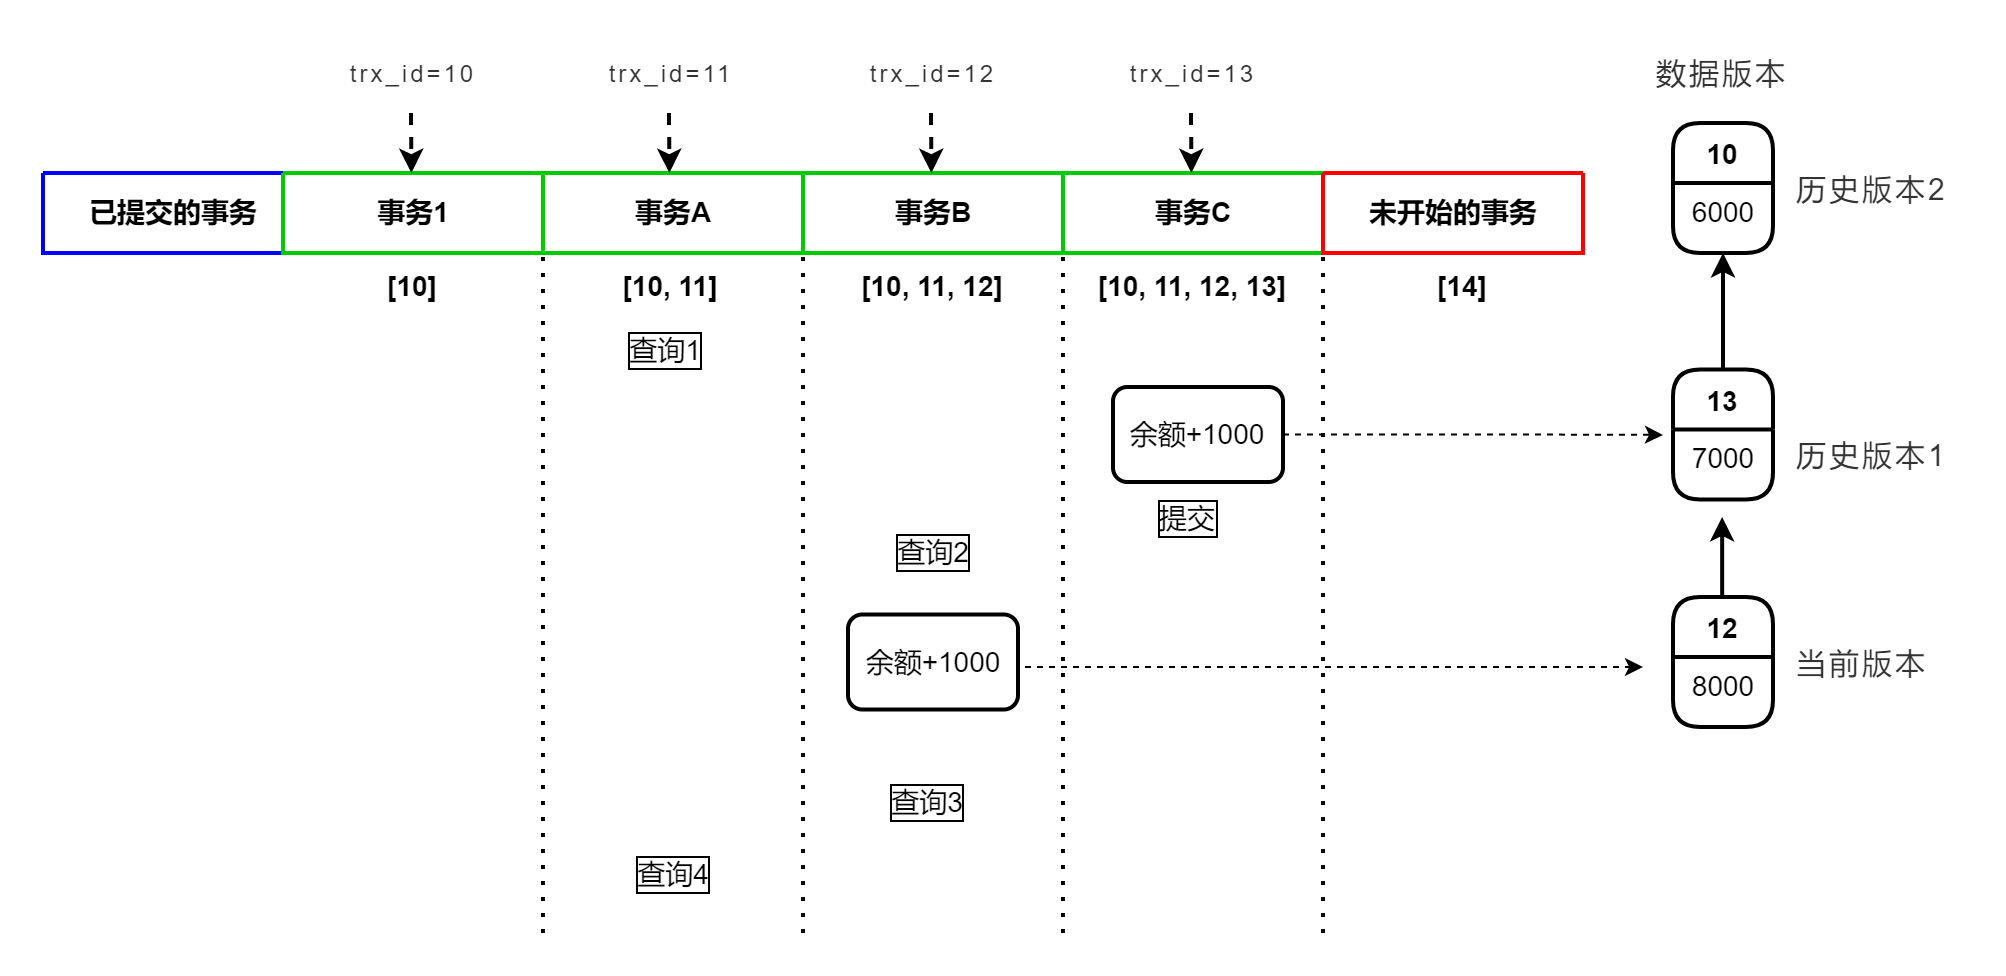 trx_id=10
trx_id=11
trx_id=12
trx_id=13
数据版本
已提交的事务
事务1
事务A
事务B
事务C
未开始的事务
[10]
[10, 11]
[10, 11, 12]
[10, 11, 12, 13]
[14]
10
6000
历史版本2
查询1
余额+1000
13
7000
历史版本1
提交
查询2
余额+1000
12
8000
当前版本
查询3
查询4